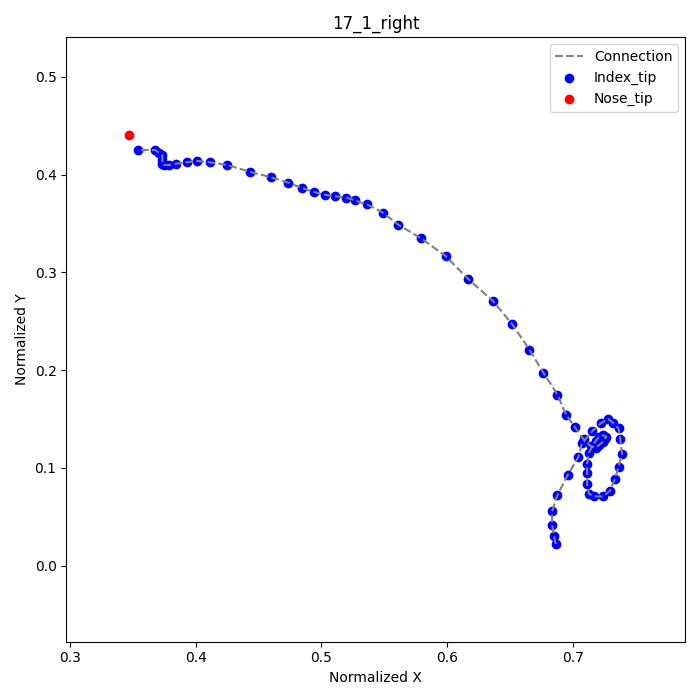 17_1_right
Connection
Index_tip
Nose_tip
Normalized Y
0.5
0.4
0.3
0.2
0.1
0.0
0.3 0.4 0.5 0.6 0.7
Normalized X